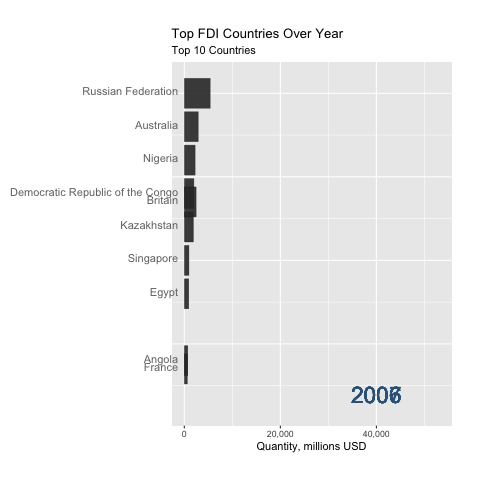 Top FDI Countries Over Year
Top 10 Countries
Russian Federation
Australia
Nigeria
Democratic Republic of the Congo
Britain
Kazakhstan
Singapore
Egypt
Angola
France
0
20,000
40,000
Quantity, millions USD